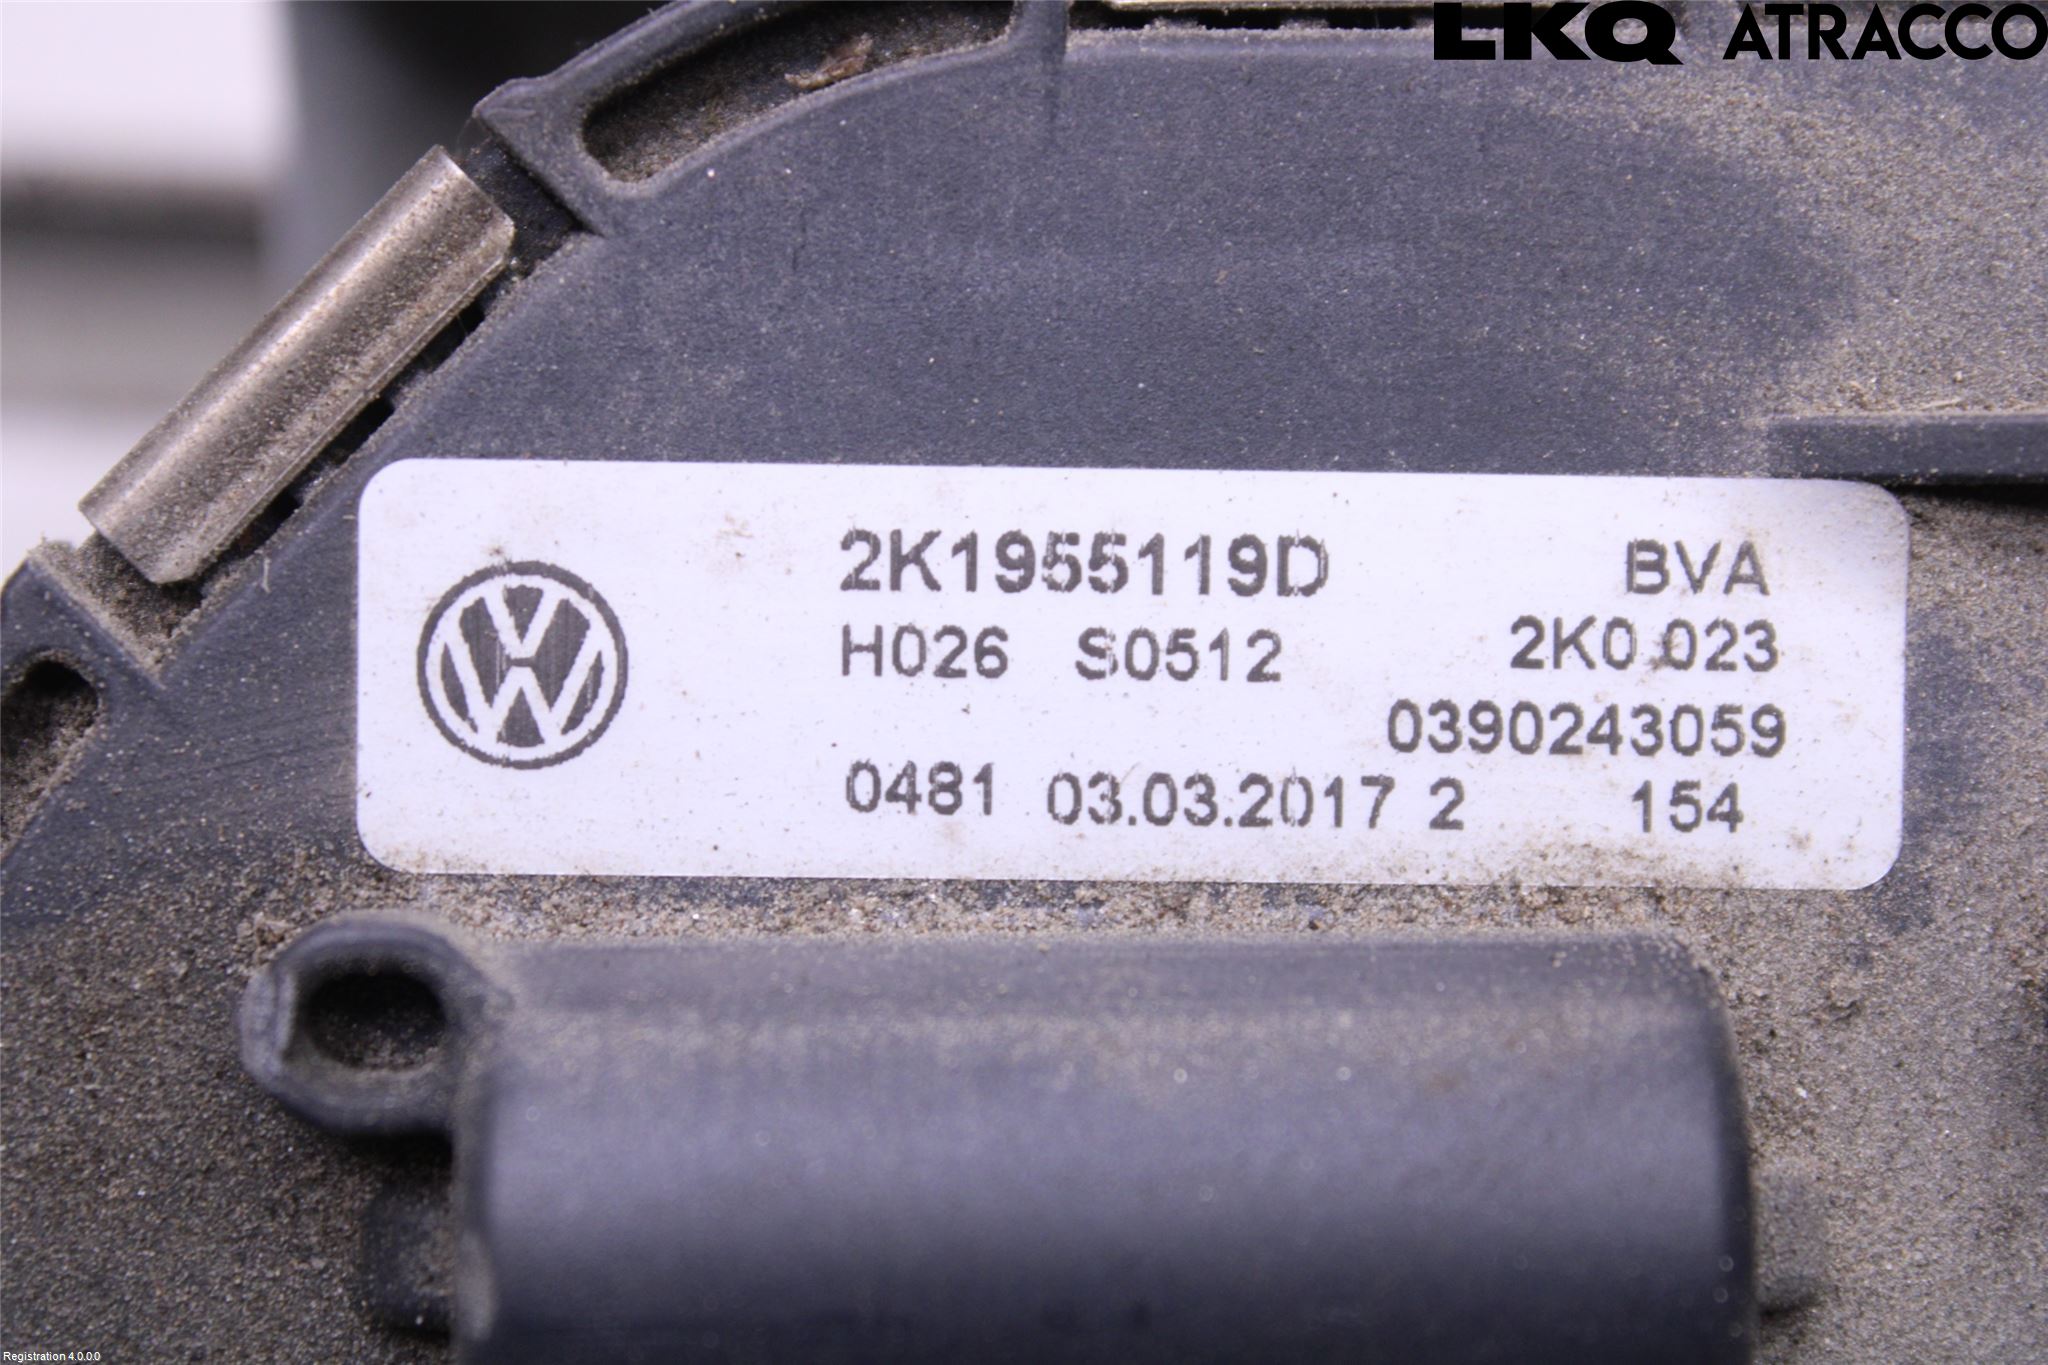 LKQ ATRACCO
2K1955119D BVA
H026 S0512 2K0 023
0390243059
0481 03.03.2017 2 154
Registration 4.0.0.0